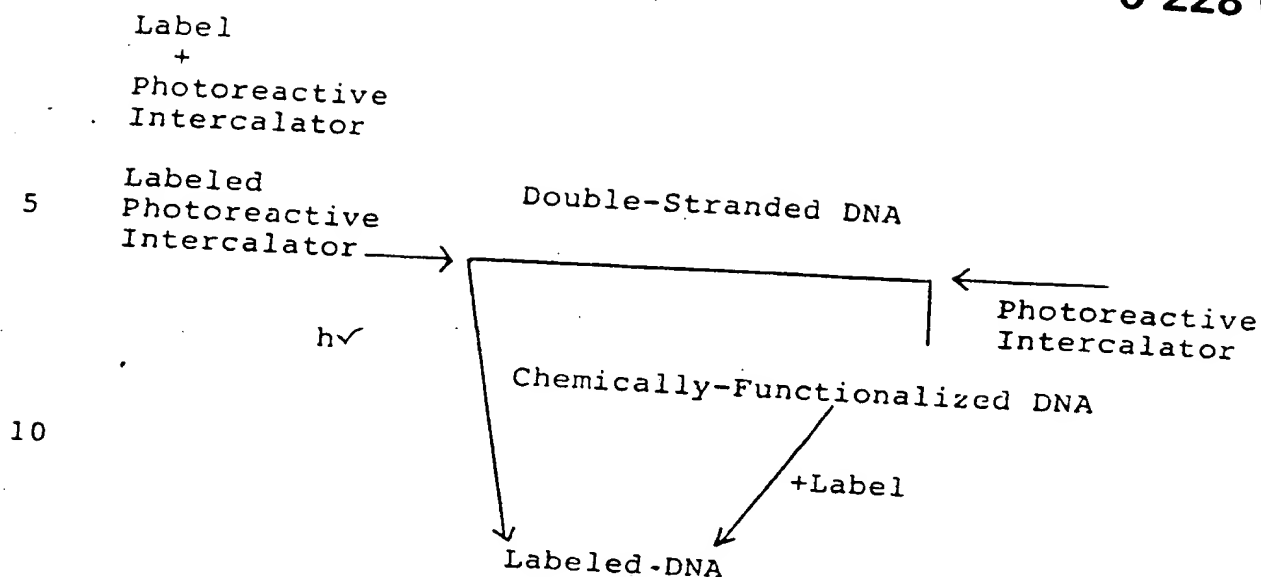 Label
+
Photoreactive
Intercalator
5
Labeled
Photoreactive
Intercalator
Double-Stranded DNA
Photoreactive
Intercalator
h✓
Chemically-Functionalized DNA
10
+Label
Labeled-DNA